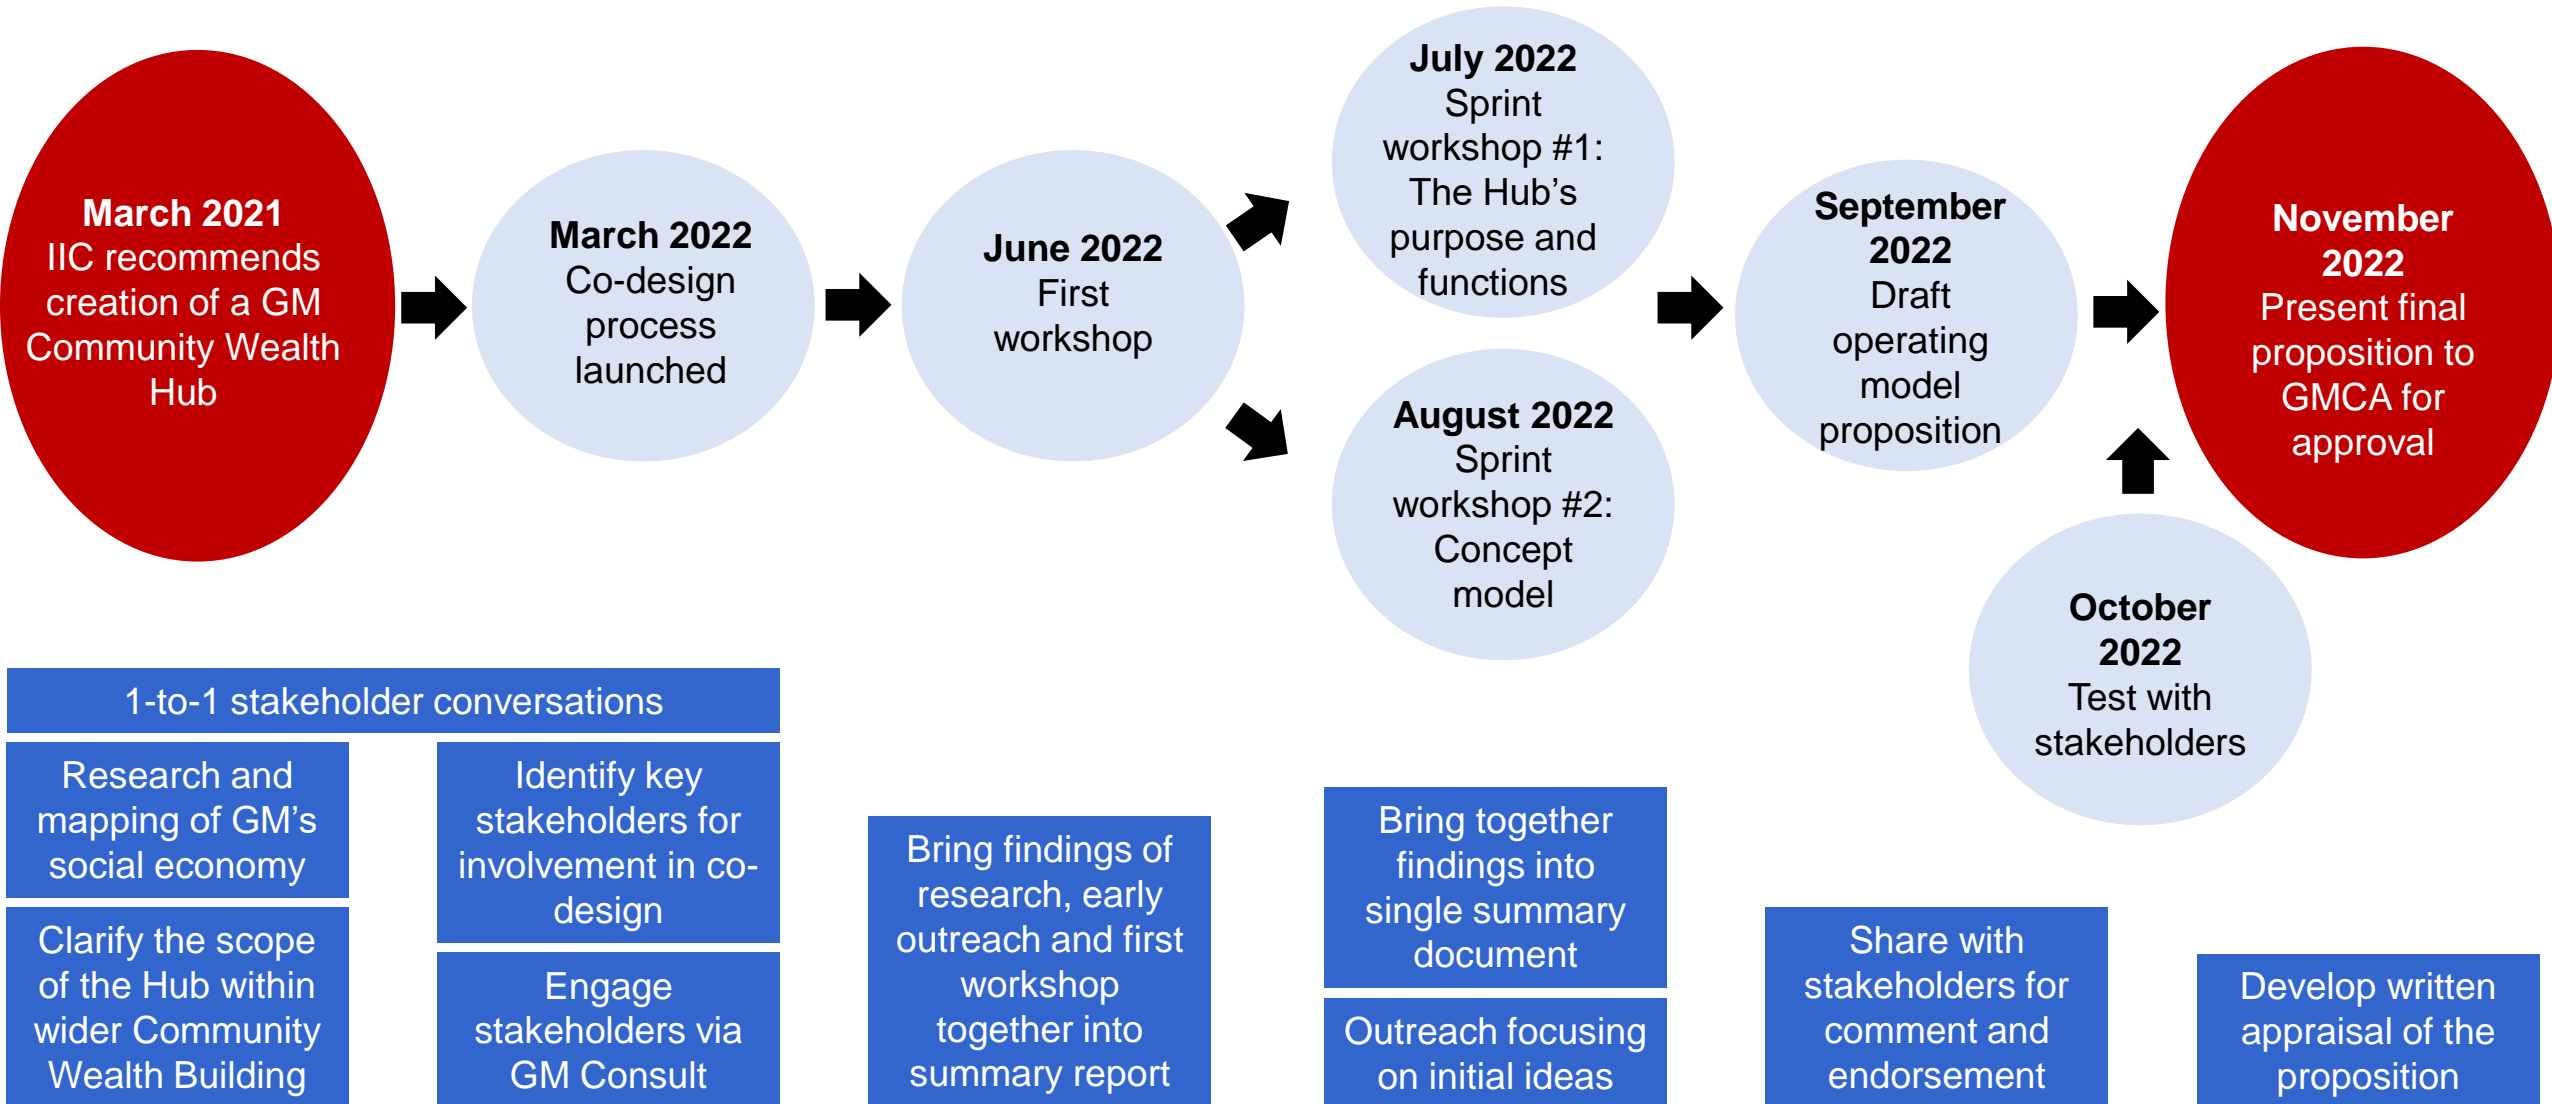 March 2021
IIC recommends
creation of a GM
Community Wealth
Hub
March 2022
Co-design
process
launched
June 2022
First
workshop
July 2022
Sprint
workshop #1:
The Hub’s
purpose and
functions
August 2022
Sprint
workshop #2:
Concept
model
September
2022
Draft
operating
model
proposition
October
2022
Test with
stakeholders
November
2022
Present final
proposition to
GMCA for
approval
1-to-1 stakeholder conversations
Research and
mapping of GM’s
social economy
Clarify the scope
of the Hub within
wider Community
Wealth Building
Identify key
stakeholders for
involvement in co-
design
Engage
stakeholders via
GM Consult
Bring findings of
research, early
outreach and first
workshop
together into
summary report
Bring together
findings into
single summary
document
Outreach focusing
on initial ideas
Share with
stakeholders for
comment and
endorsement
Develop written
appraisal of the
proposition